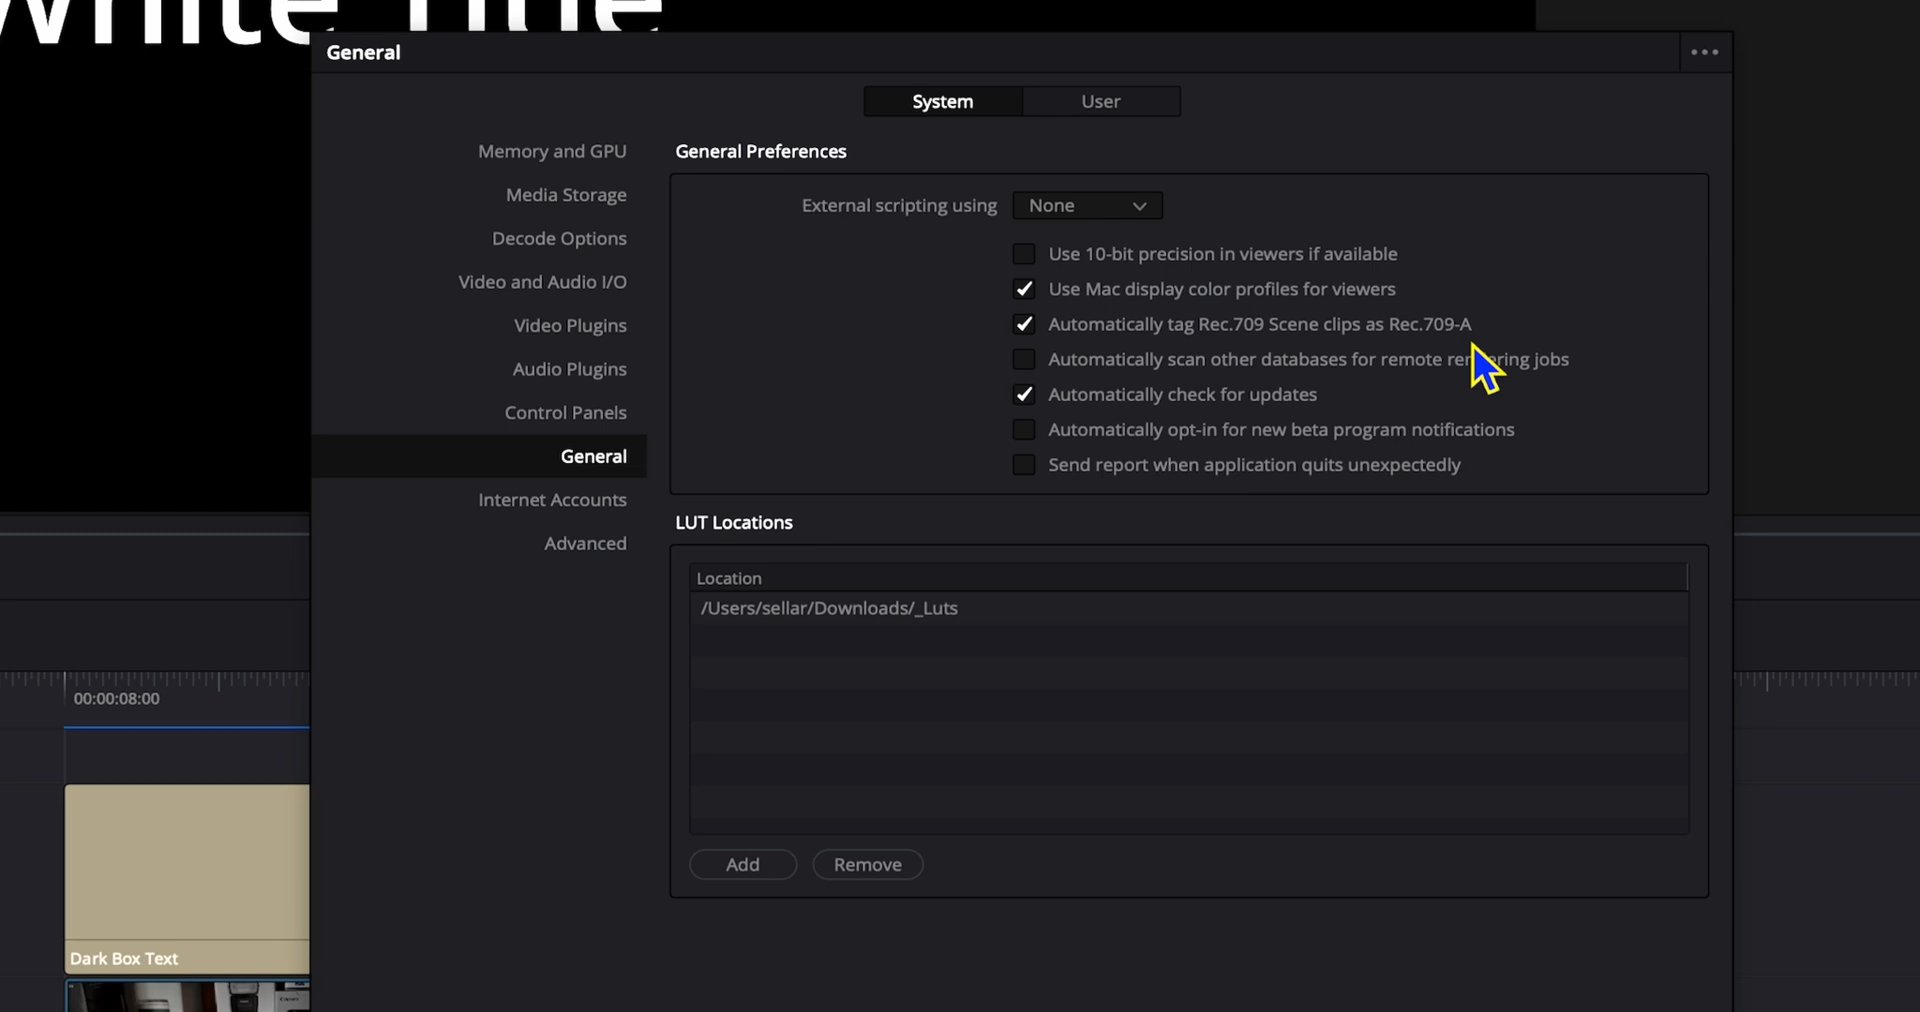 White Title
General
System
User
Memory and GPU
Media Storage
Decode Options
Video and Audio I/O
Video Plugins
Audio Plugins
Control Panels
General
Internet Accounts
Advanced
General Preferences
External scripting using None
Use 10-bit precision in viewers if available
Use Mac display color profiles for viewers
Automatically tag Rec.709 Scene clips as Rec.709-A
Automatically scan other databases for remote rendering jobs
Automatically check for updates
Automatically opt-in for new beta program notifications
Send report when application quits unexpectedly
LUT Locations
Location
/Users/sellar/Downloads/_Luts
Add
Remove
00:00:08:00
Dark Box Text